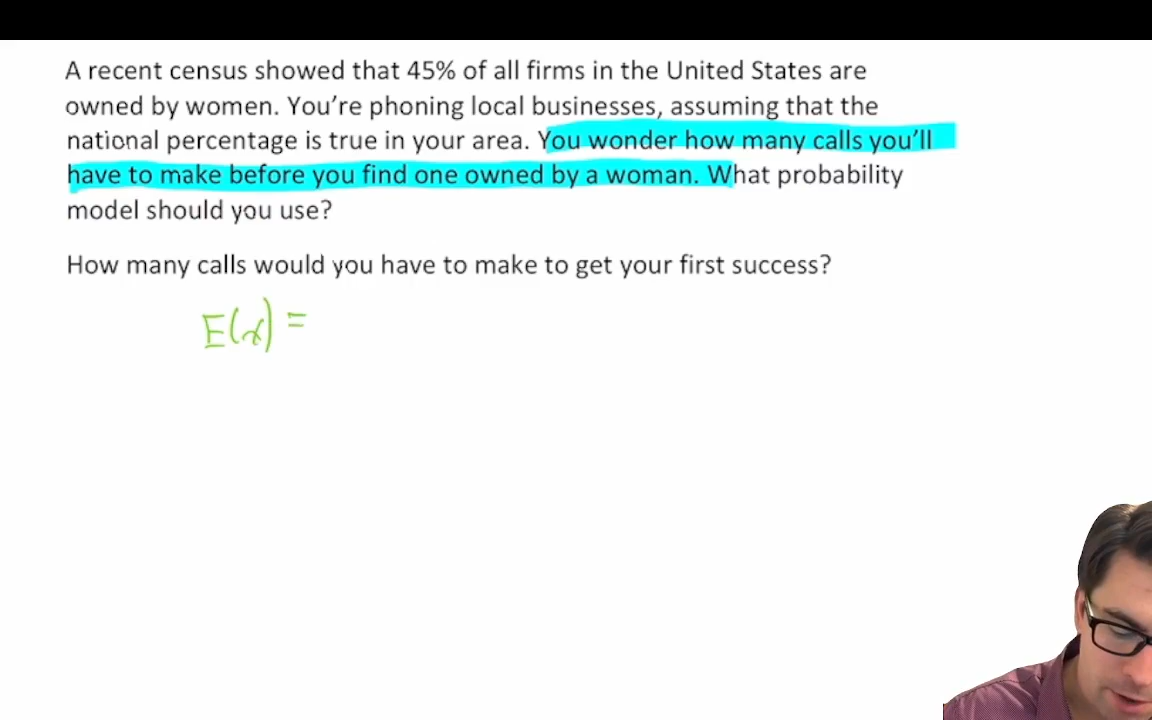 A recent census showed that 45% of all firms in the United States are
owned by women. You're phoning local businesses, assuming that the
national percentage is true in your area. You wonder how many calls you'll
have to make before you find one owned by a woman. What probability
model should you use?
How many calls would you have to make to get your first success?
E(x) =